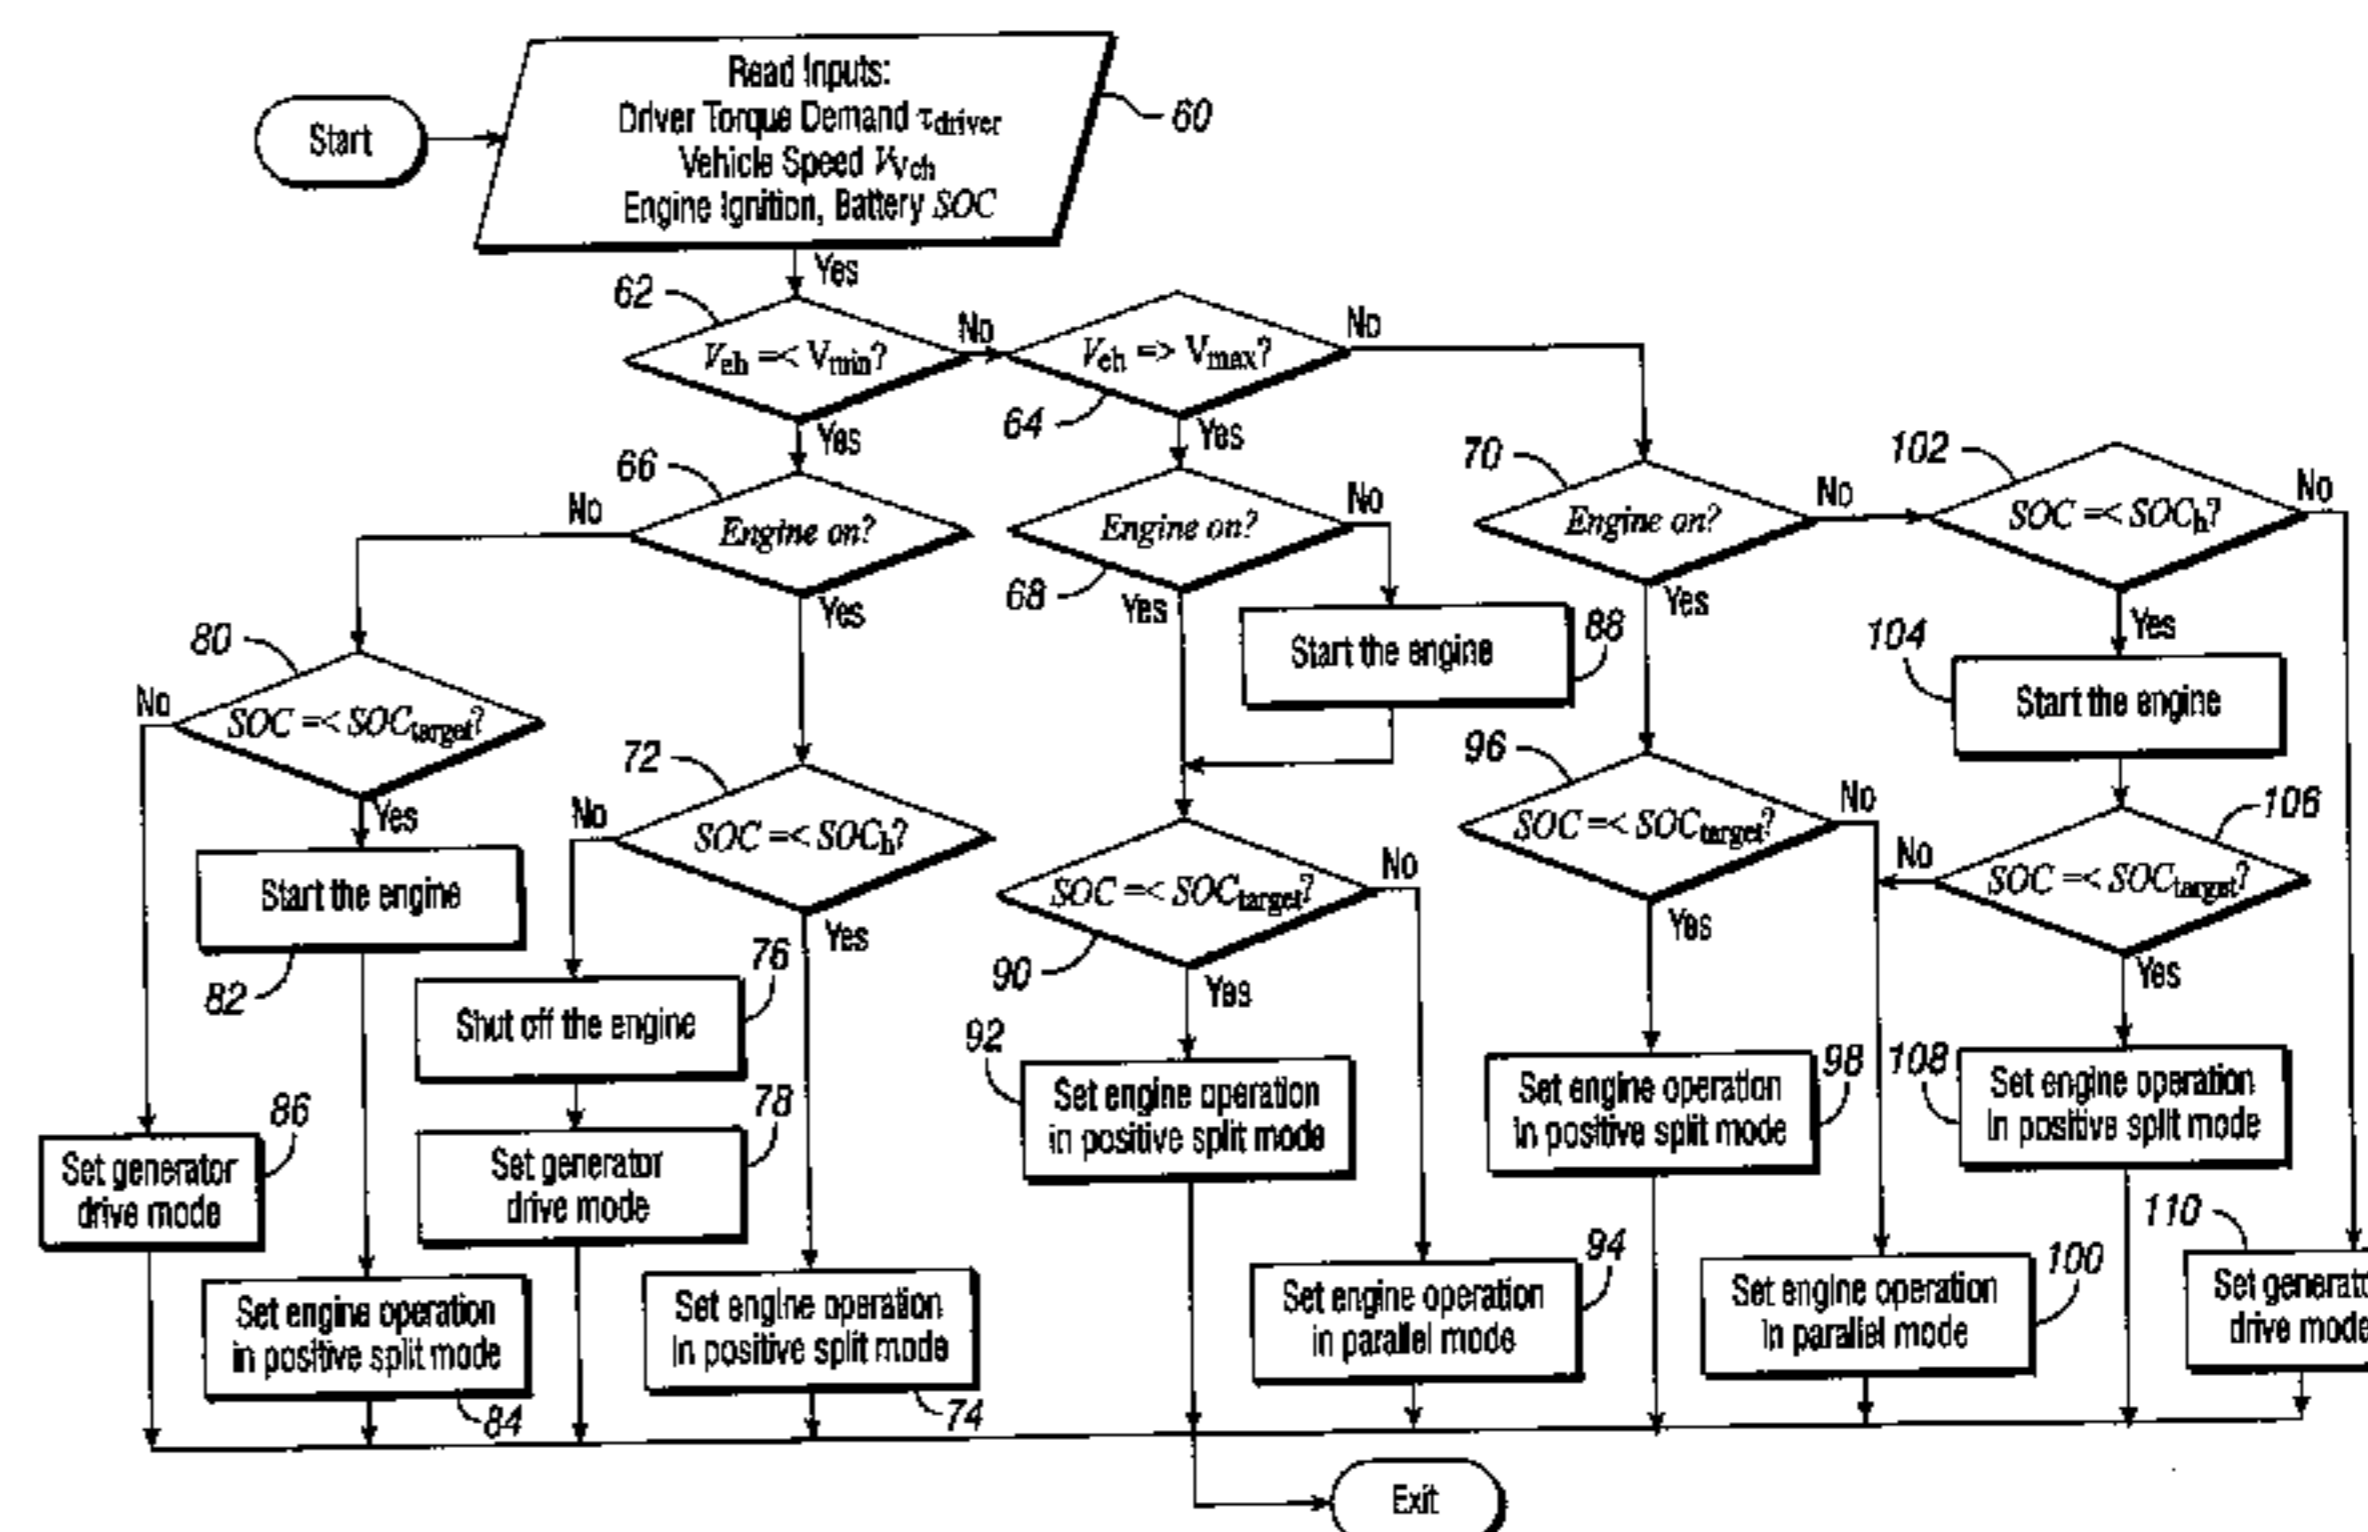 Start
Read Inputs:
Driver Torque Demand τdriver
Vehicle Speed VVch
Engine Ignition, Battery SOC
60
Yes
62
Veh =< Vmin?
No
Veh => Vmax?
No
64
Yes
Yes
66
No
Engine on?
Yes
Engine on?
No
68
Yes
70
Engine on?
No
Yes
102
SOC =< SOCh?
No
Yes
Start the engine
88
104
Start the engine
80
No
SOC =< SOCtarget?
Yes
72
No
SOC =< SOCh?
Yes
96
SOC =< SOCtarget?
No
Yes
106
No
SOC =< SOCtarget?
Yes
Start the engine
82
SOC =< SOCtarget?
No
90
Yes
76
Shut off the engine
78
Set generator
drive mode
86
Set generator
drive mode
92
Set engine operation
in positive split mode
Set engine operation
in positive split mode
98
108
Set engine operation
in positive split mode
110
Set engine operation
in positive split mode
84
Set engine operation
in positive split mode
74
94
Set engine operation
in parallel mode
Set engine operation
in parallel mode
100
Set
drive mode
Exit